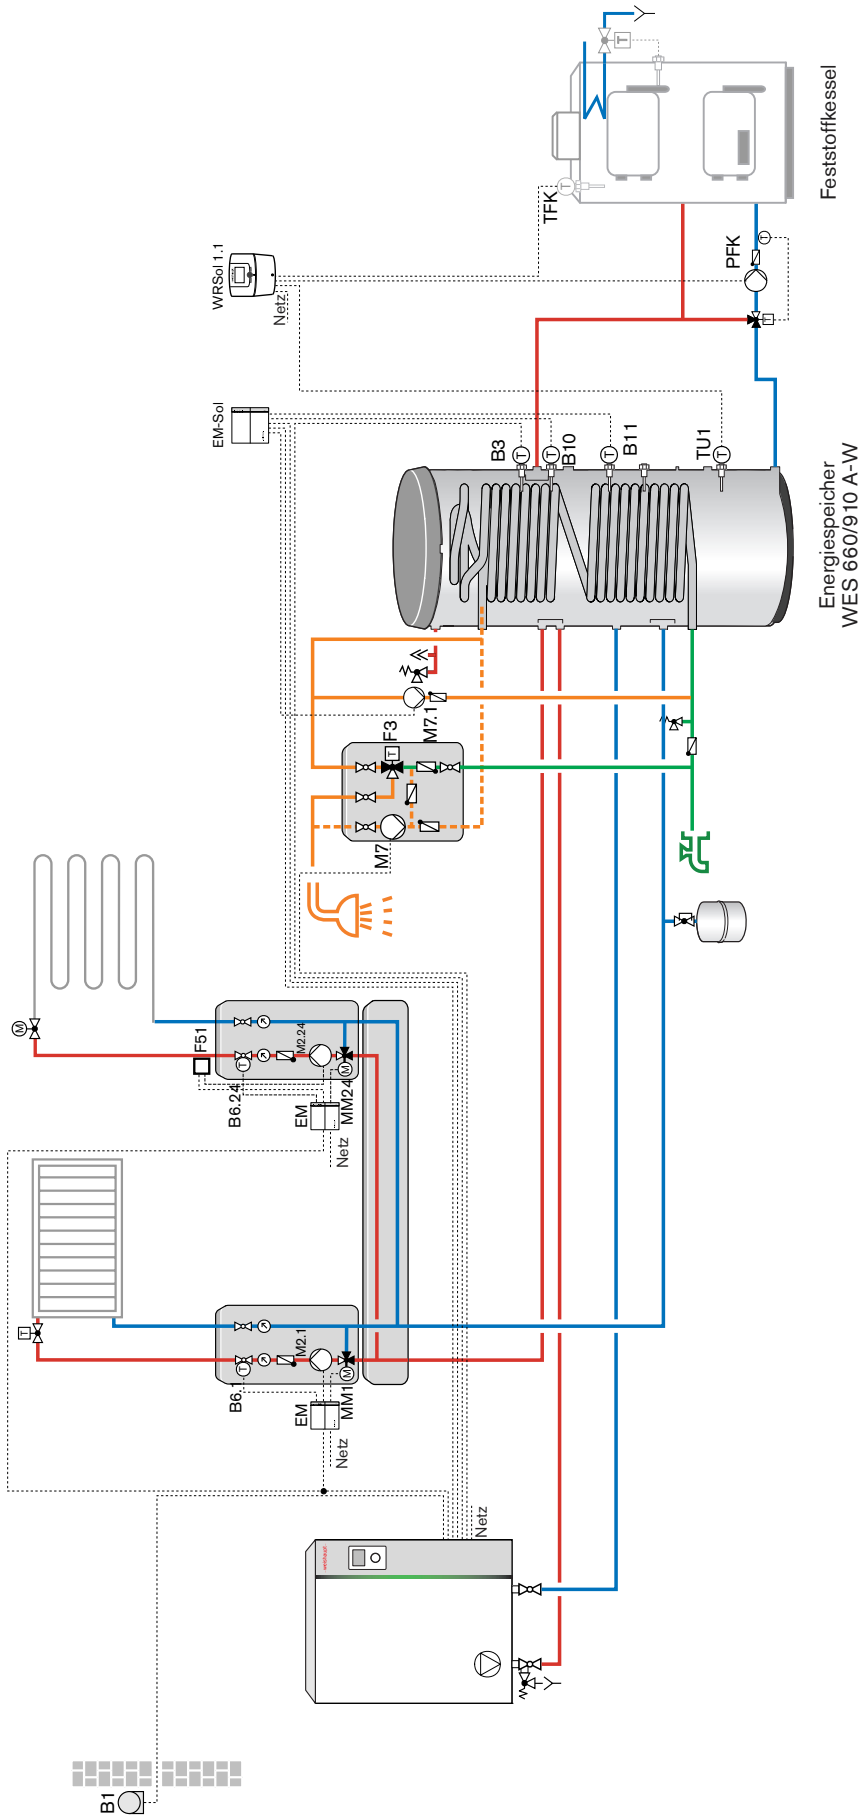 B1
Netz
weishaupt
B6.1
EM
MM1
M2.1
Netz
B6.24
F51
EM
MM24
M2.24
Netz
M7
F3
M7.1
EM-Sol
WRSol 1.1
Netz
B3
B10
B11
TU1
TFK
PFK
Energiespeicher
WES 660/910 A-W
Feststoffkessel
T
M
T
M
T
M
T
T
T
T
T
T
T
T
T
T